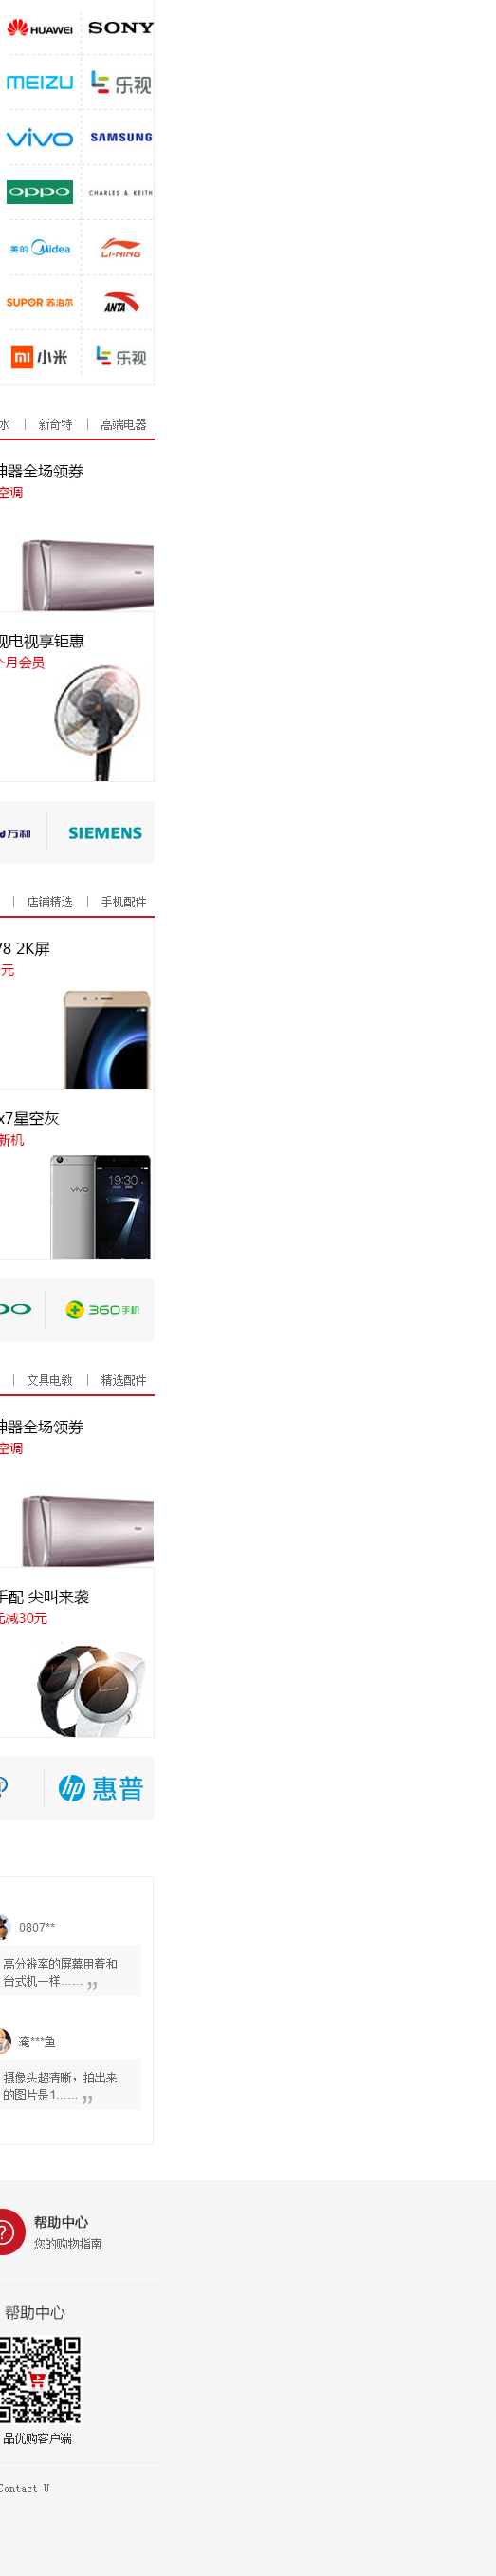 HUAWEI SONY
MEIZU 乐视
vivo SAMSUNG
oppo CHARLES & KEITH
美的 Midea LI-NING
SUPOR 苏泊尔 ANTA
小米 乐视
水 | 新奇特 | 高端电器
神器全场领券
空调
视电视享钜惠
个月会员
万和 SIEMENS
| 店铺精选 | 手机配件
V8 2K屏
元
x7星空灰
新机
vivo 19:30
7
PO 360手机
| 文具电教 | 精选配件
神器全场领券
空调
手配 尖叫来袭
元减30元
hp 惠普
0807**
高分辨率的屏幕用着和
台式机一样…… ”
***鱼
摄像头超清晰，拍出来
的图片是1…… ”
帮助中心
您的购物指南
帮助中心
品优购客户端
Contact U